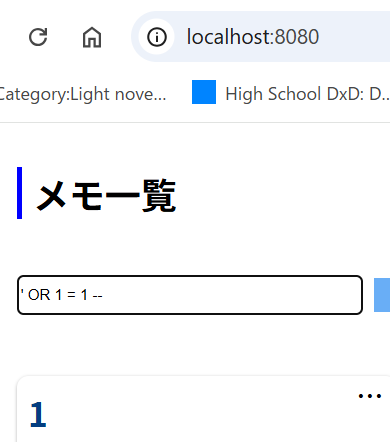 localhost:8080
Category:Light nove...
High School DxD: D...
メモ一覧
' OR 1 = 1 --
1